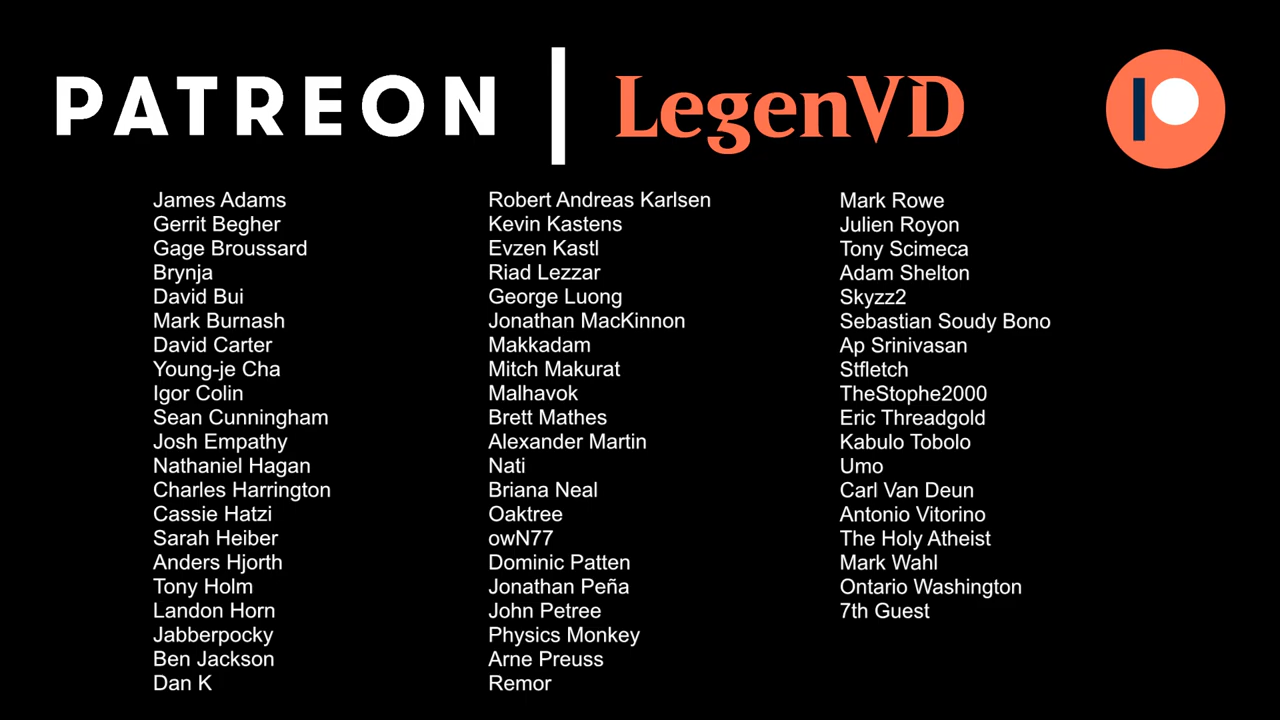 PATREON | LegenVD
James Adams
Gerrit Begher
Gage Broussard
Brynja
David Bui
Mark Burnash
David Carter
Young-je Cha
Igor Colin
Sean Cunningham
Josh Empathy
Nathaniel Hagan
Charles Harrington
Cassie Hatzi
Sarah Heiber
Anders Hjorth
Tony Holm
Landon Horn
Jabberpocky
Ben Jackson
Dan K
Robert Andreas Karlsen
Kevin Kastens
Evzen Kastl
Riad Lezzar
George Luong
Jonathan MacKinnon
Makkadam
Mitch Makurat
Malhavok
Brett Mathes
Alexander Martin
Nati
Briana Neal
Oaktree
owN77
Dominic Patten
Jonathan Peña
John Petree
Physics Monkey
Arne Preuss
Remor
Mark Rowe
Julien Royon
Tony Scimeca
Adam Shelton
Skyzz2
Sebastian Soudy Bono
Ap Srinivasan
Stfletch
TheStophe2000
Eric Threadgold
Kabulo Tobolo
Umo
Carl Van Deun
Antonio Vitorino
The Holy Atheist
Mark Wahl
Ontario Washington
7th Guest